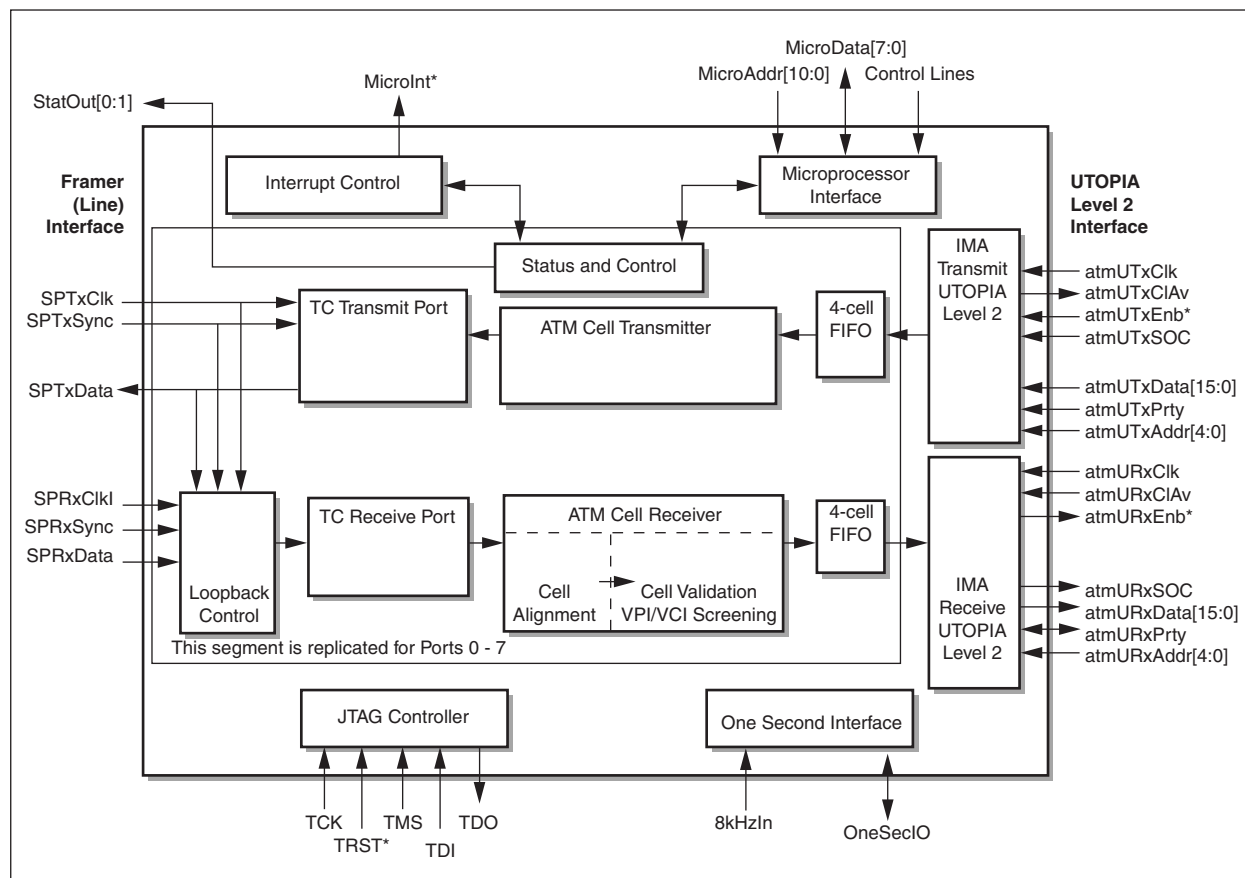 MicroData[7:0]
MicroAddr[10:0]
Control Lines
MicroInt*
StatOut[0:1]
Framer
(Line)
Interface
Interrupt Control
Microprocessor
Interface
UTOPIA
Level 2
Interface
Status and Control
IMA
Transmit
UTOPIA
Level 2
SPTxClk
SPTxSync
SPTxData
TC Transmit Port
ATM Cell Transmitter
4-cell
FIFO
atmUTxClk
atmUTxClAv
atmUTxEnb*
atmUTxSOC
atmUTxData[15:0]
atmUTxPrty
atmUTxAddr[4:0]
SPRxClkI
SPRxSync
SPRxData
Loopback
Control
TC Receive Port
ATM Cell Receiver
Cell
Alignment
Cell Validation
VPI/VCI Screening
4-cell
FIFO
IMA
Receive
UTOPIA
Level 2
atmURxClk
atmURxClAv
atmURxEnb*
atmURxSOC
atmURxData[15:0]
atmURxPrty
atmURxAddr[4:0]
This segment is replicated for Ports 0 - 7
JTAG Controller
One Second Interface
TCK
TRST*
TMS
TDI
TDO
8kHzIn
OneSecIO